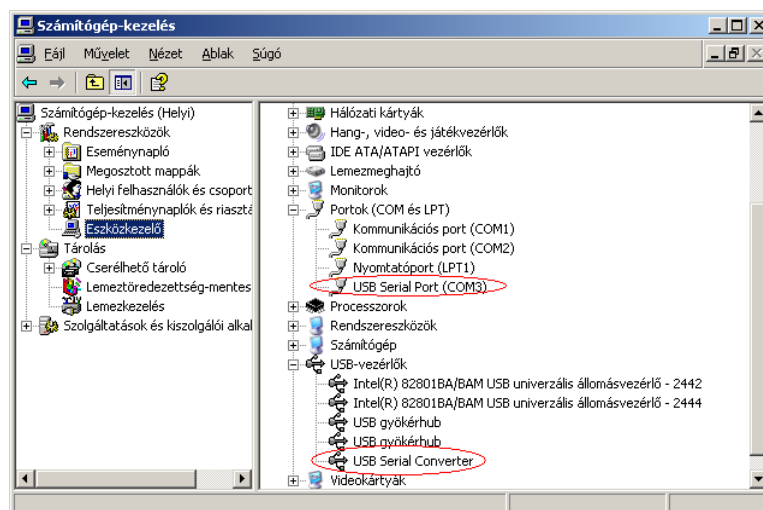 Számítógép-kezelés
Fájl Művelet Nézet Ablak Súgó
Számítógép-kezelés (Helyi)
Rendszereszközök
Eseménynapló
Megosztott mappák
Helyi felhasználók és csoport
Teljesítménynaplók és riasztá
Eszközkezelő
Tárolás
Cserélhető tároló
Lemeztöredezettség-mentes
Lemezkezelés
Szolgáltatások és kiszolgálói alkal
Hálózati kártyák
Hang-, video- és játékvezérlők
IDE ATA/ATAPI vezérlők
Lemezmeghajtó
Monitorok
Portok (COM és LPT)
Kommunikációs port (COM1)
Kommunikációs port (COM2)
Nyomtatóport (LPT1)
USB Serial Port (COM3)
Processzorok
Rendszereszközök
Számítógép
USB-vezérlők
Intel(R) 82801BA/BAM USB univerzális állomásvezérlő - 2442
Intel(R) 82801BA/BAM USB univerzális állomásvezérlő - 2444
USB gyökérhub
USB gyökérhub
USB Serial Converter
Videokártyák